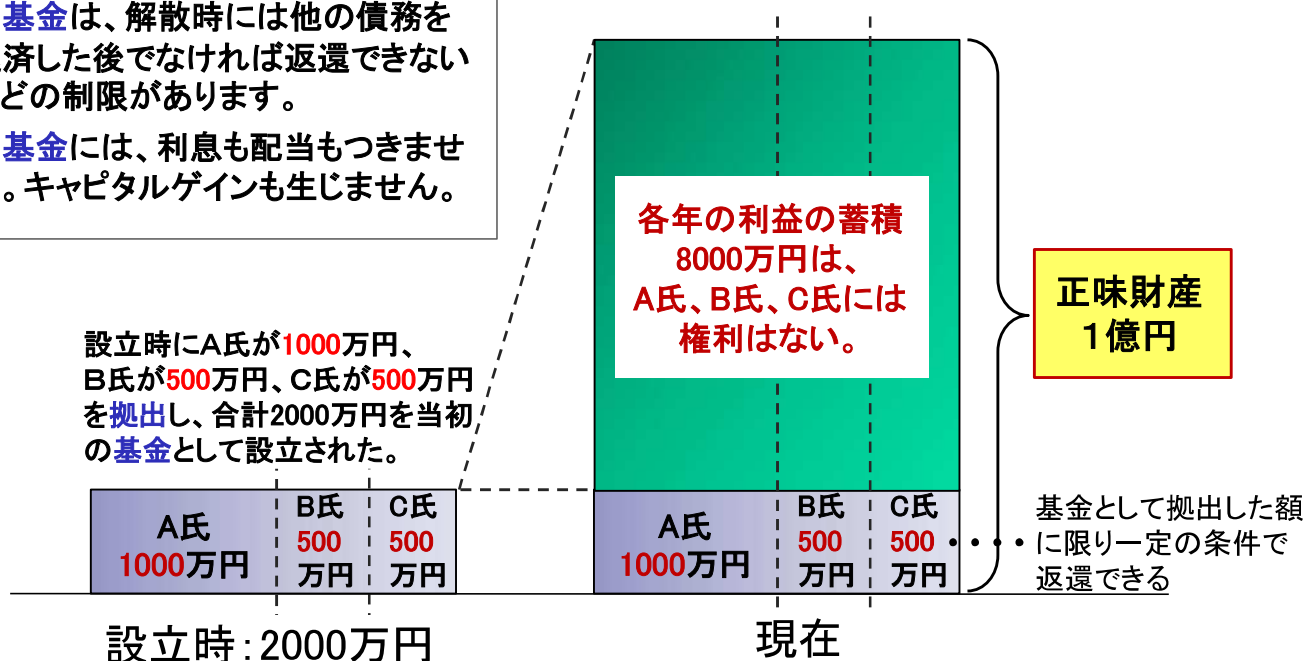 基金は、解散時には他の債務を
済した後でなければ返還できない
どの制限があります。
基金には、利息も配当もつきませ
。キャピタルゲインも生じません。
各年の利益の蓄積
8000万円は、
A氏、B氏、C氏には
権利はない。
正味財産
1億円
設立時にA氏が1000万円、
B氏が500万円、C氏が500万円
を拠出し、合計2000万円を当初
の基金として設立された。
A氏
1000万円
B氏
500
万円
C氏
500
万円
A氏
1000万円
B氏
500
万円
C氏
500
万円
基金として拠出した額
に限り一定の条件で
返還できる
設立時:2000万円
現在